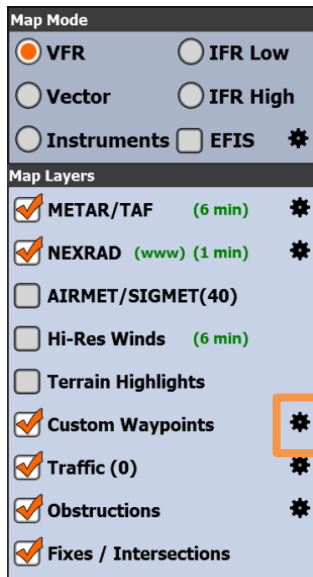 Map Mode
VFR IFR Low
Vector IFR High
Instruments EFIS
Map Layers
METAR/TAF (6 min)
NEXRAD (www) (1 min)
AIRMET/SIGMET(40)
Hi-Res Winds (6 min)
Terrain Highlights
Custom Waypoints
Traffic (0)
Obstructions
Fixes / Intersections